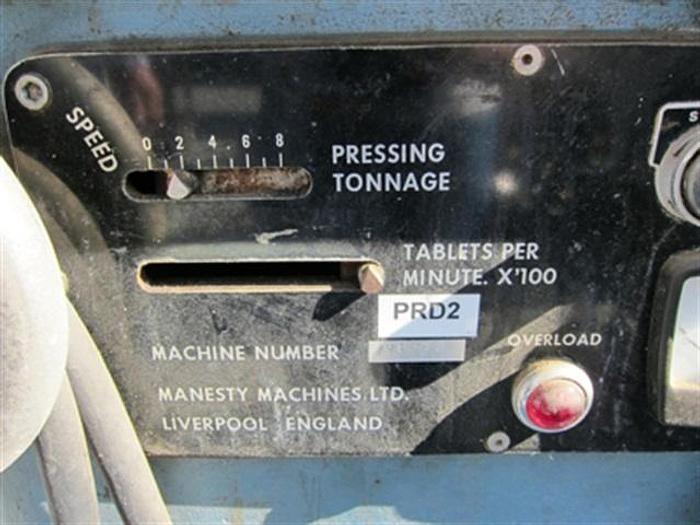 SPEED
0 2 4 6 8
PRESSING
TONNAGE
TABLETS PER
MINUTE. X'100
PRD2
MACHINE NUMBER
OVERLOAD
MANESTY MACHINES LTD.
LIVERPOOL ENGLAND
S